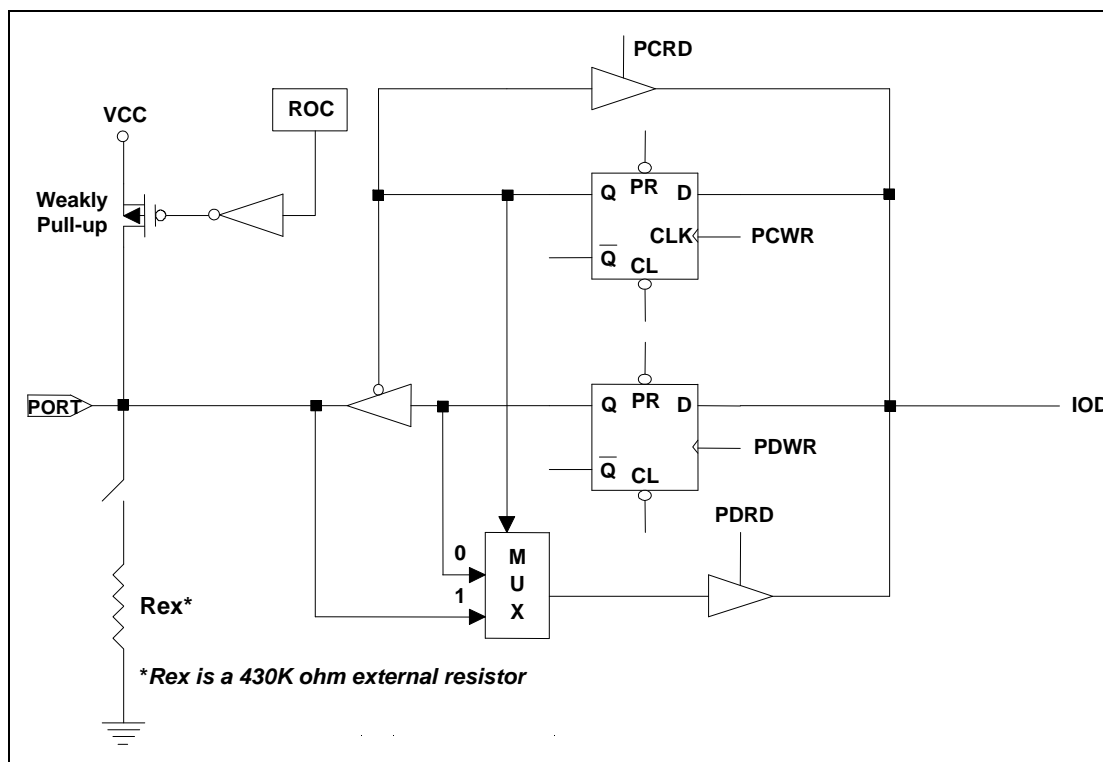 PCRD
ROC
VCC
Weakly
Pull-up
Q PR D
CLK PCWR
Q CL
PORT
Q PR D
IOD
PDWR
Q CL
PDRD
0 M
U
1 X
Rex*
*Rex is a 430K ohm external resistor